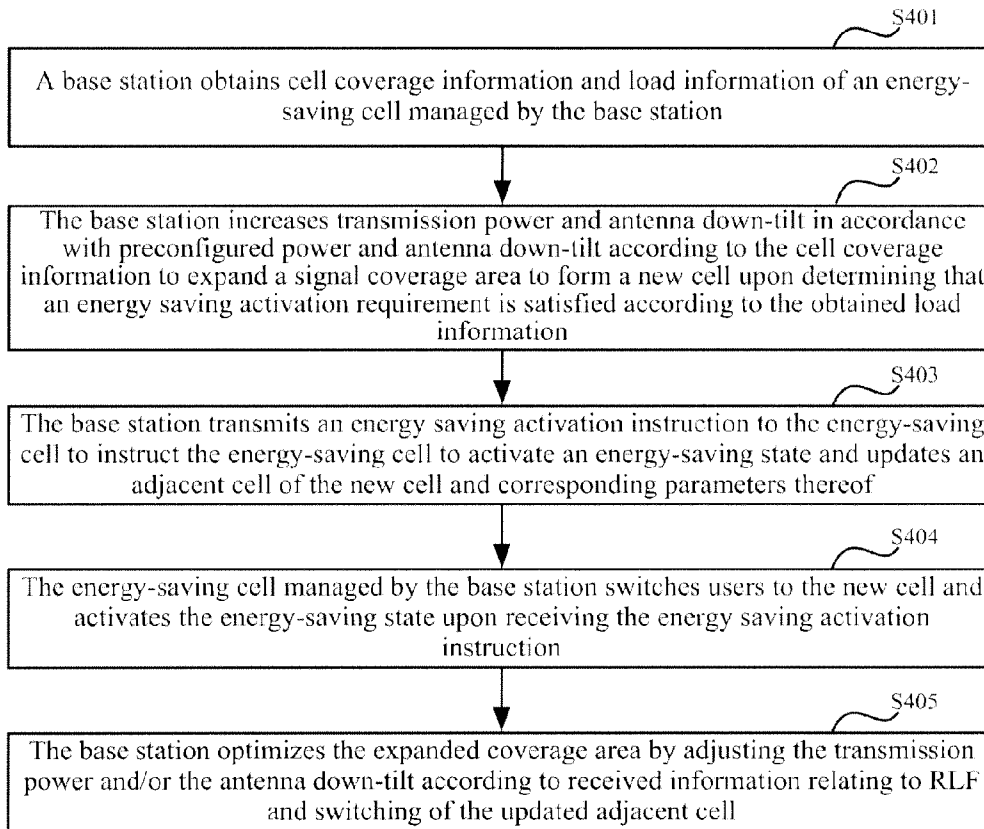 S401
A base station obtains cell coverage information and load information of an energy-
saving cell managed by the base station
S402
The base station increases transmission power and antenna down-tilt in accordance
with preconfigured power and antenna down-tilt according to the cell coverage
information to expand a signal coverage area to form a new cell upon determining that
an energy saving activation requirement is satisfied according to the obtained load
information
S403
The base station transmits an energy saving activation instruction to the energy-saving
cell to instruct the energy-saving cell to activate an energy-saving state and updates an
adjacent cell of the new cell and corresponding parameters thereof
S404
The energy-saving cell managed by the base station switches users to the new cell and
activates the energy-saving state upon receiving the energy saving activation
instruction
S405
The base station optimizes the expanded coverage area by adjusting the transmission
power and/or the antenna down-tilt according to received information relating to RLF
and switching of the updated adjacent cell